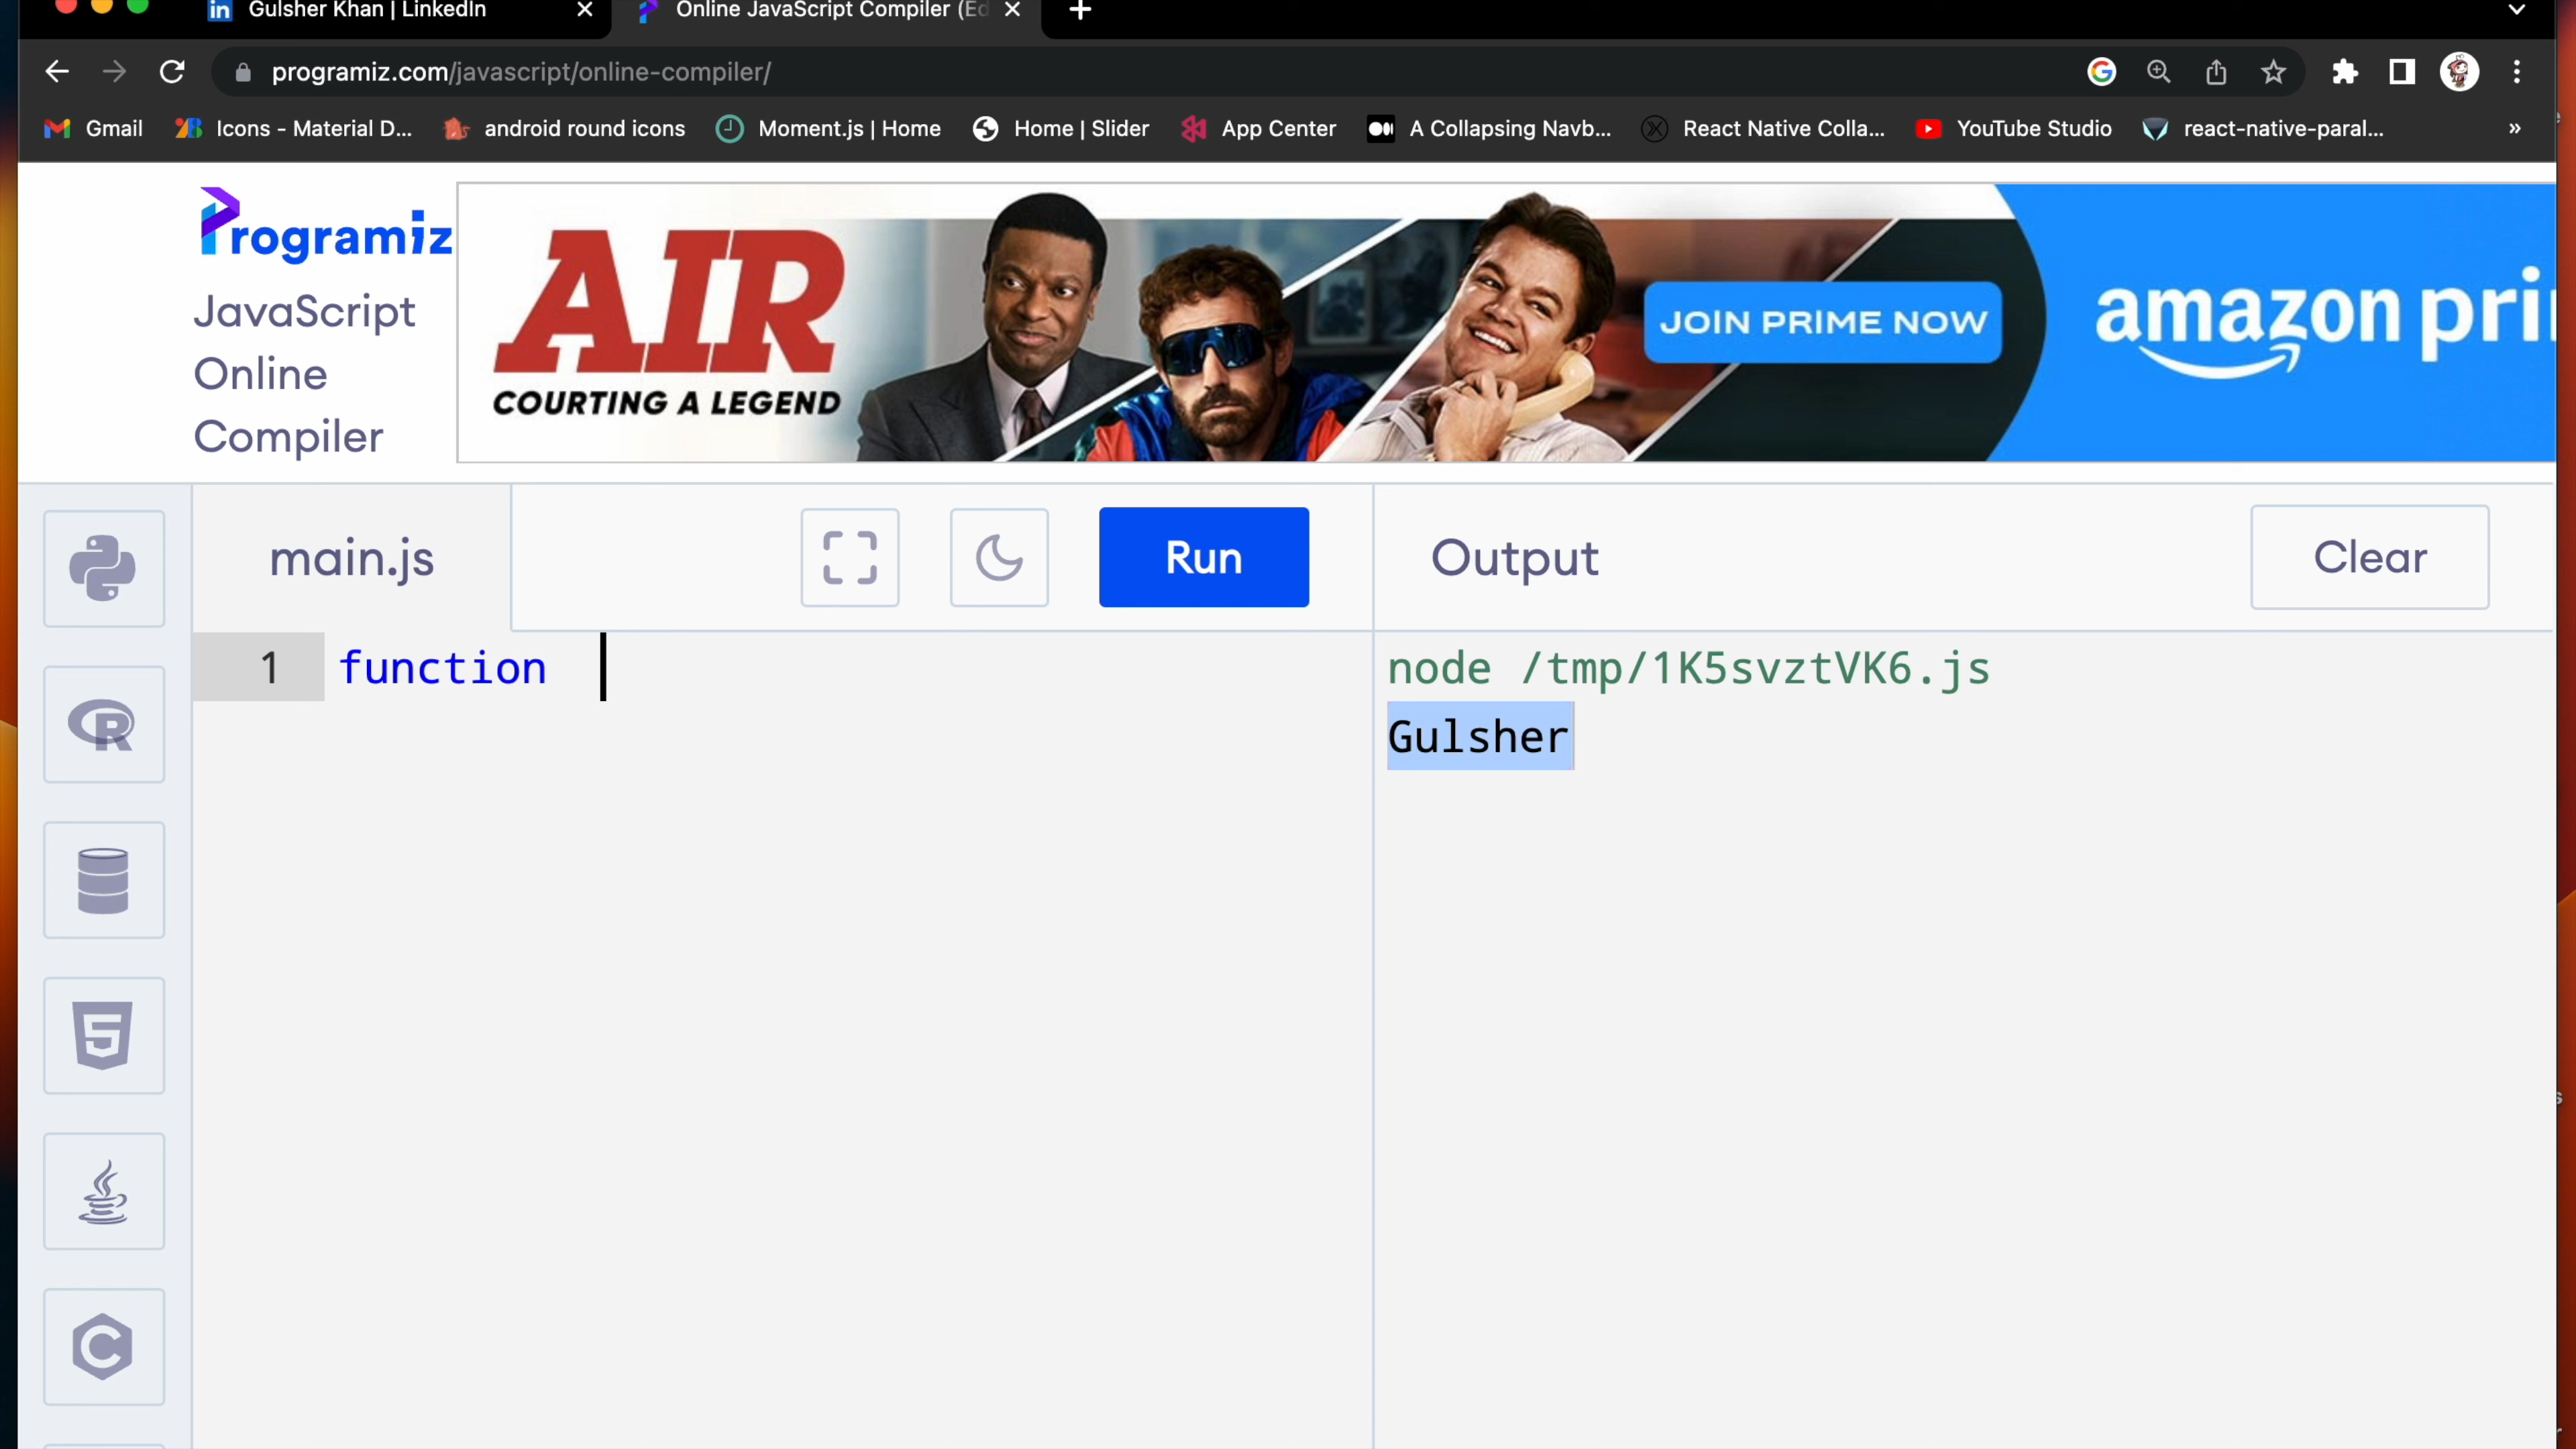 Gulsher Khan | LinkedIn
Online JavaScript Compiler (Ed
programiz.com/javascript/online-compiler/
Gmail
Icons - Material D...
android round icons
Moment.js | Home
Home | Slider
App Center
A Collapsing Navb...
React Native Colla...
YouTube Studio
react-native-paral...
»
Programiz
JavaScript
Online
Compiler
AIR
COURTING A LEGEND
JOIN PRIME NOW
amazon pri
main.js
Run
Output
Clear
1 function
node /tmp/1K5svztVK6.js
Gulsher